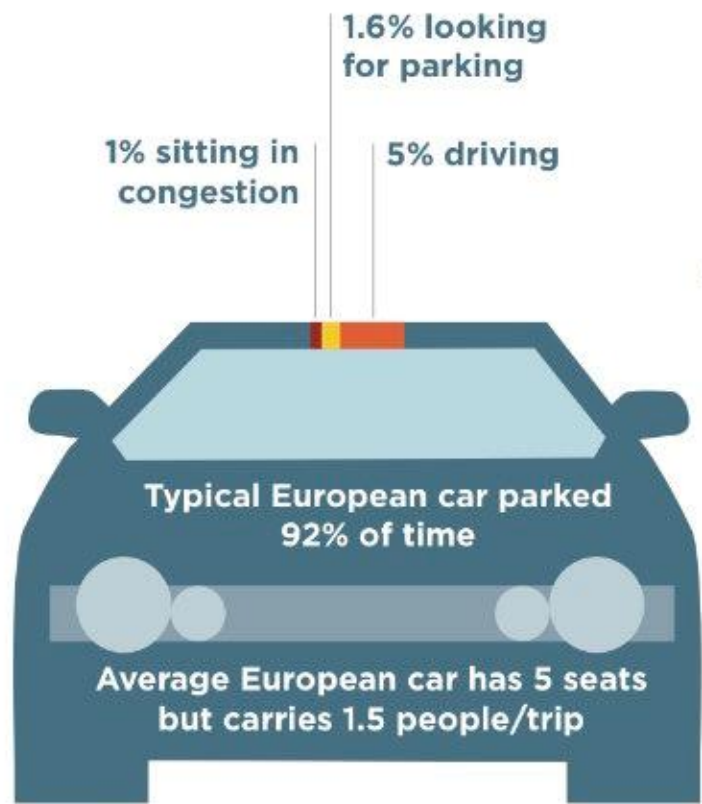 1.6% looking
for parking
1% sitting in
congestion
5% driving
Typical European car parked
92% of time
Average European car has 5 seats
but carries 1.5 people/trip